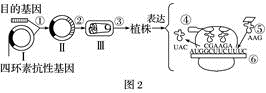 目的基因
① ② ③ 植株 表达 ④ ⑤
Ⅰ Ⅱ Ⅲ
四环素抗性基因
UAC
CGAAGA
AAG
AUGGCUUCUUUC
⑥
图2